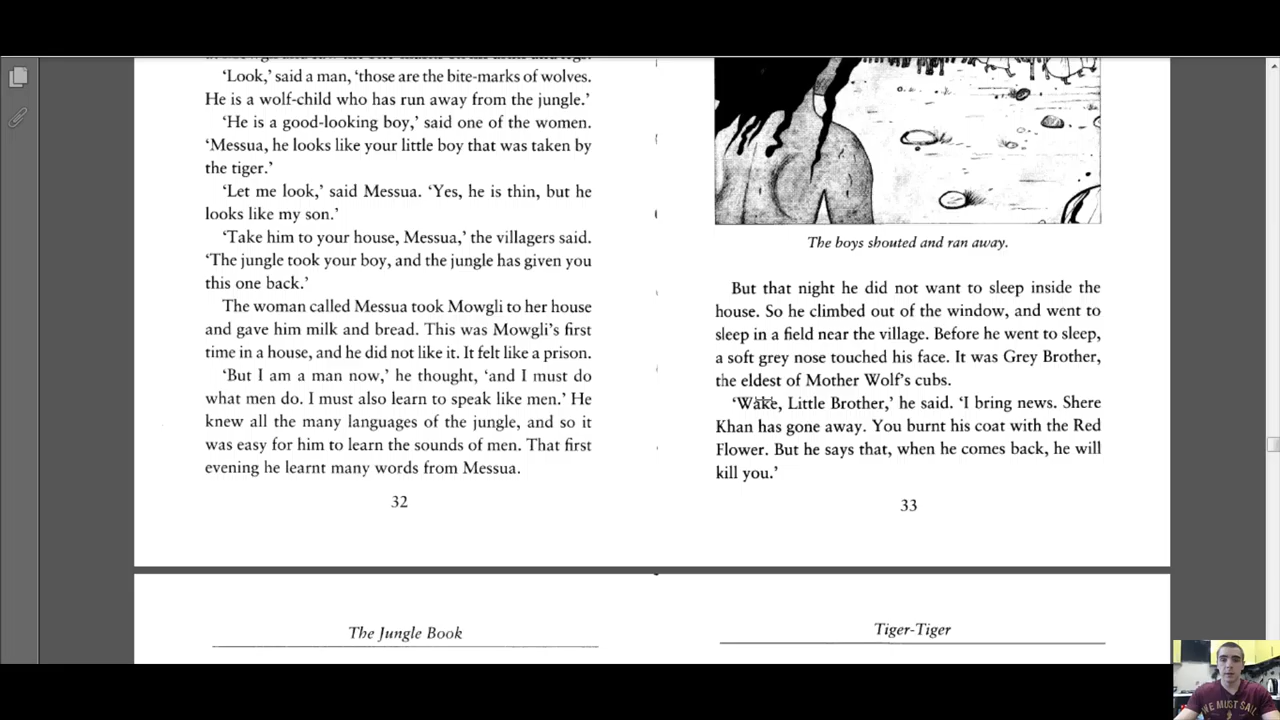 'Look,' said a man, 'those are the bite-marks of wolves.
He is a wolf-child who has run away from the jungle.'
'He is a good-looking boy,' said one of the women.
'Messua, he looks like your little boy that was taken by
the tiger.'
'Let me look,' said Messua. 'Yes, he is thin, but he
looks like my son.'
'Take him to your house, Messua,' the villagers said.
'The jungle took your boy, and the jungle has given you
this one back.'
The woman called Messua took Mowgli to her house
and gave him milk and bread. This was Mowgli's first
time in a house, and he did not like it. It felt like a prison.
'But I am a man now,' he thought, 'and I must do
what men do. I must also learn to speak like men.' He
knew all the many languages of the jungle, and so it
was easy for him to learn the sounds of men. That first
evening he learnt many words from Messua.
32
The boys shouted and ran away.
But that night he did not want to sleep inside the
house. So he climbed out of the window, and went to
sleep in a field near the village. Before he went to sleep,
a soft grey nose touched his face. It was Grey Brother,
the eldest of Mother Wolf's cubs.
'Wake, Little Brother,' he said. 'I bring news. Shere
Khan has gone away. You burnt his coat with the Red
Flower. But he says that, when he comes back, he will
kill you.'
33
The Jungle Book
Tiger-Tiger
WE MUST SAIL